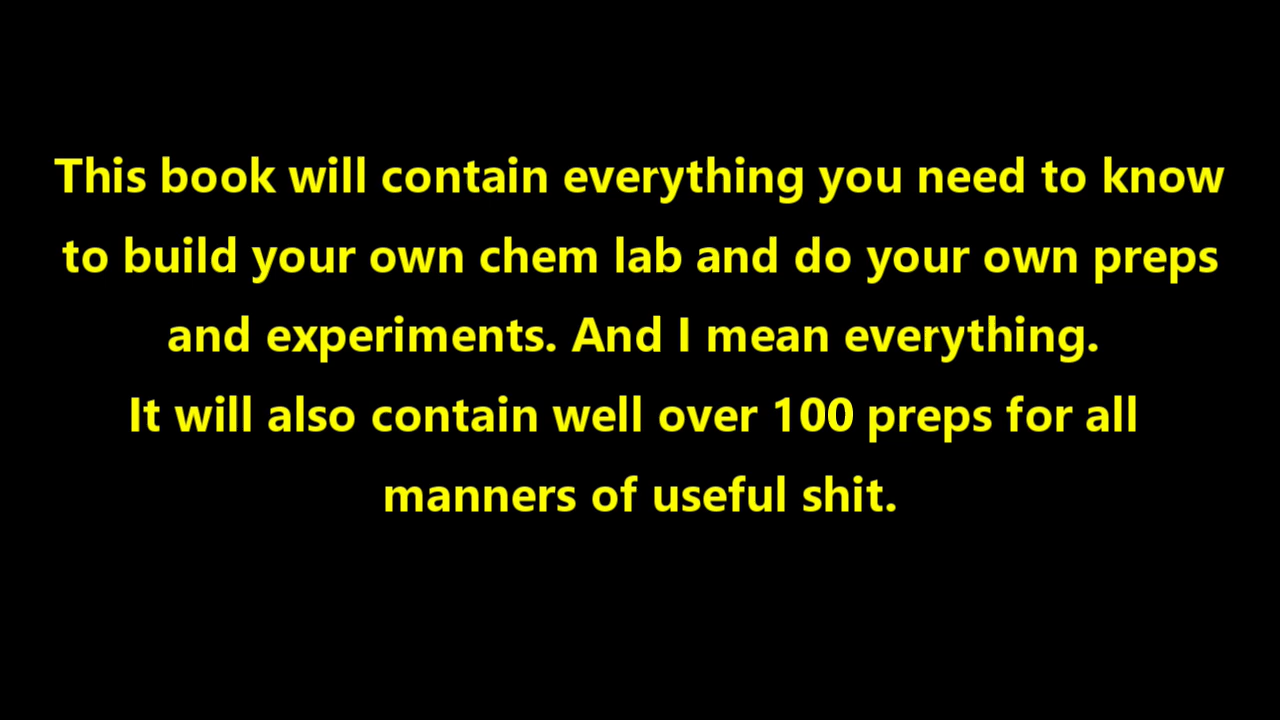 This book will contain everything you need to know
to build your own chem lab and do your own preps
and experiments. And I mean everything.
It will also contain well over 100 preps for all
manners of useful shit.